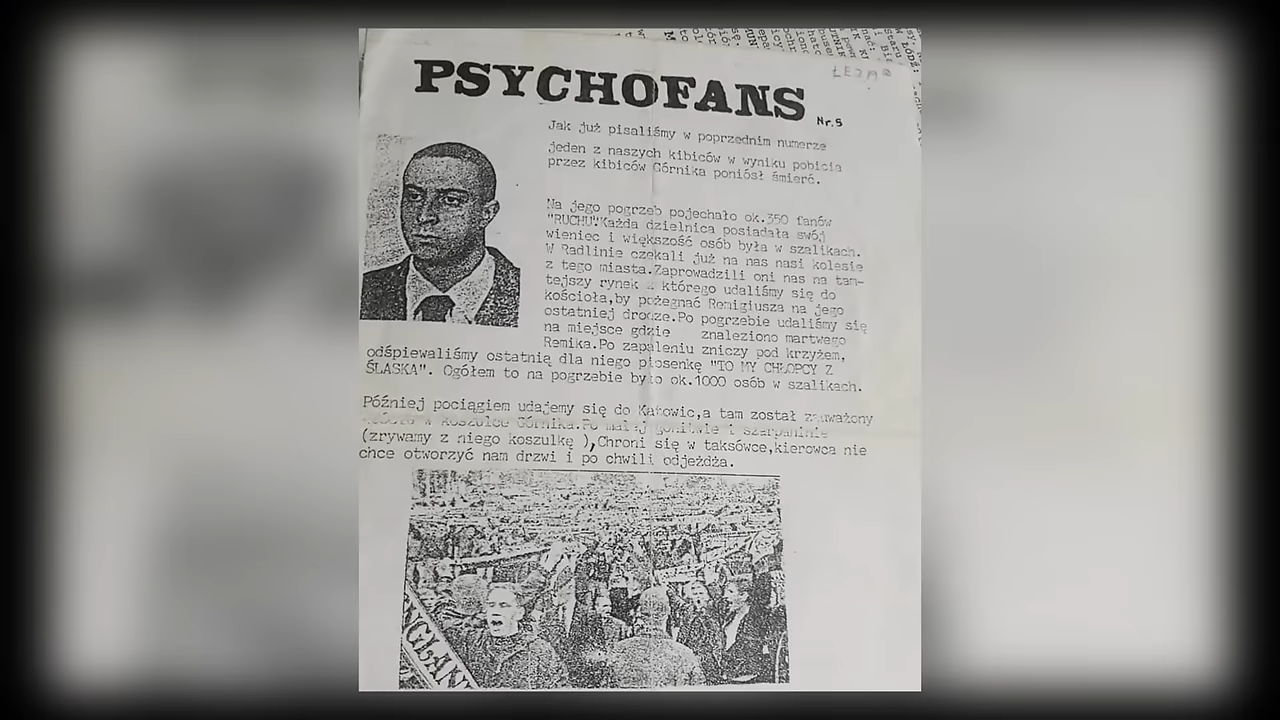 PSYCHOFANS
Nr.5
Jak już pisaliśmy w poprzednim numerze
jeden z naszych kibiców w wyniku pobicia
przez kibiców Górnika poniósł śmierć.
Na jego pogrzeb pojechało ok.350 fanów
"RUCHU".Każda dzielnica posiadała swój
wieniec i większość osób była w szalikach.
W Radlinie czekali już na nas nasi kolesie
z tego miasta.Zaprowadzili oni nas na tam-
tejszy rynek z którego udaliśmy się do
kościoła,by pożegnać Remigiusza na jego
ostatniej drodze.Po pogrzebie udaliśmy się
na miejsce gdzie znaleziono martwego
Remika.Po zapaleniu zniczy pod krzyżem,
odśpiewaliśmy ostatnią dla niego piosenkę "TO MY CHŁOPCY Z
ŚLĄSKA". Ogółem to na pogrzebie było ok.1000 osób w szalikach.
Później pociągiem udajemy się do Katowic,a tam został zauważony
w koszulce Górnika.Po małej gonitwie i szarpaninie
(zrywamy z niego koszulkę ),Chroni się w taksówce,kierowca nie
chce otworzyć nam drzwi i po chwili odjeżdża.